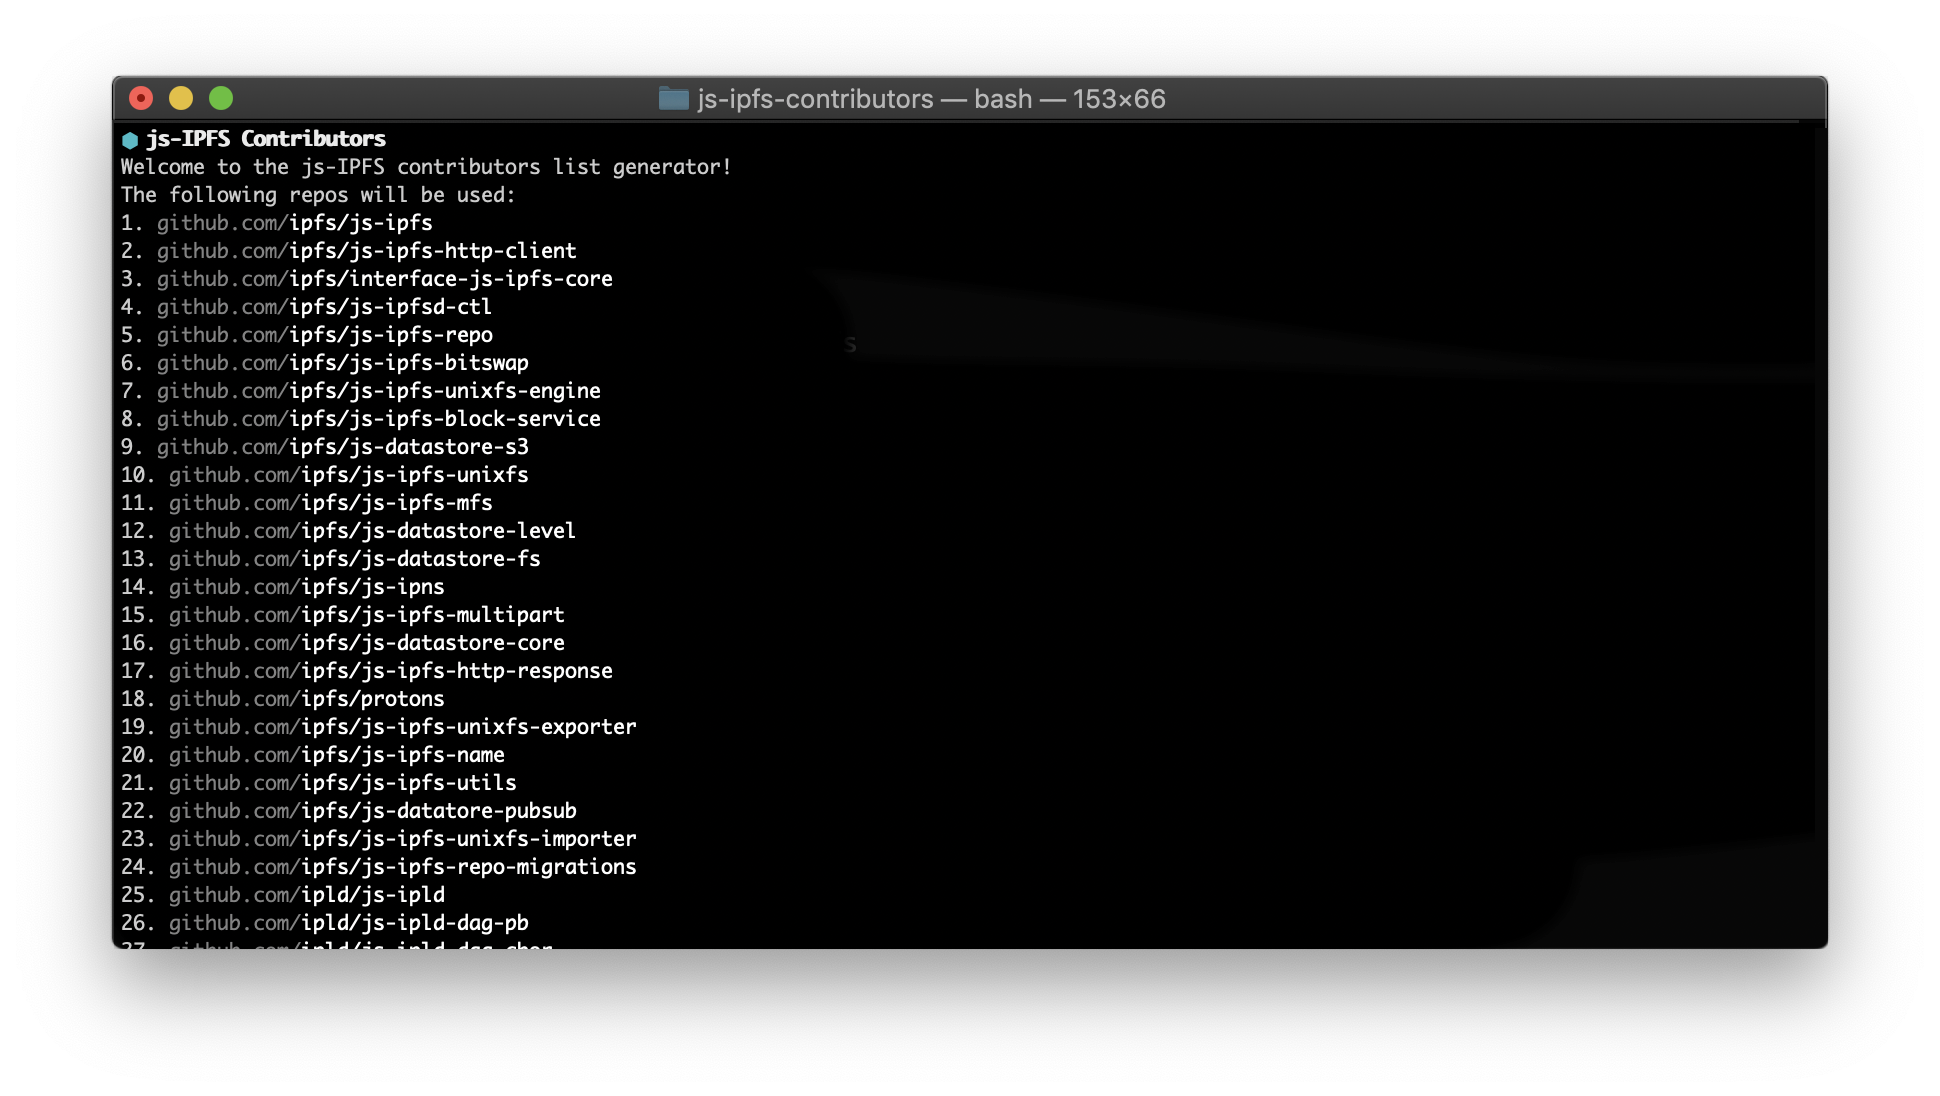 js-ipfs-contributors — bash — 153×66
js-IPFS Contributors
Welcome to the js-IPFS contributors list generator!
The following repos will be used:
1. github.com/ipfs/js-ipfs
2. github.com/ipfs/js-ipfs-http-client
3. github.com/ipfs/interface-js-ipfs-core
4. github.com/ipfs/js-ipfsd-ctl
5. github.com/ipfs/js-ipfs-repo
6. github.com/ipfs/js-ipfs-bitswap
7. github.com/ipfs/js-ipfs-unixfs-engine
8. github.com/ipfs/js-ipfs-block-service
9. github.com/ipfs/js-datastore-s3
10. github.com/ipfs/js-ipfs-unixfs
11. github.com/ipfs/js-ipfs-mfs
12. github.com/ipfs/js-datastore-level
13. github.com/ipfs/js-datastore-fs
14. github.com/ipfs/js-ipns
15. github.com/ipfs/js-ipfs-multipart
16. github.com/ipfs/js-datastore-core
17. github.com/ipfs/js-ipfs-http-response
18. github.com/ipfs/protons
19. github.com/ipfs/js-ipfs-unixfs-exporter
20. github.com/ipfs/js-ipfs-name
21. github.com/ipfs/js-ipfs-utils
22. github.com/ipfs/js-datatore-pubsub
23. github.com/ipfs/js-ipfs-unixfs-importer
24. github.com/ipfs/js-ipfs-repo-migrations
25. github.com/ipld/js-ipld
26. github.com/ipld/js-ipld-dag-pb
27. github.com/ipld/js-ipld-dag-cbor